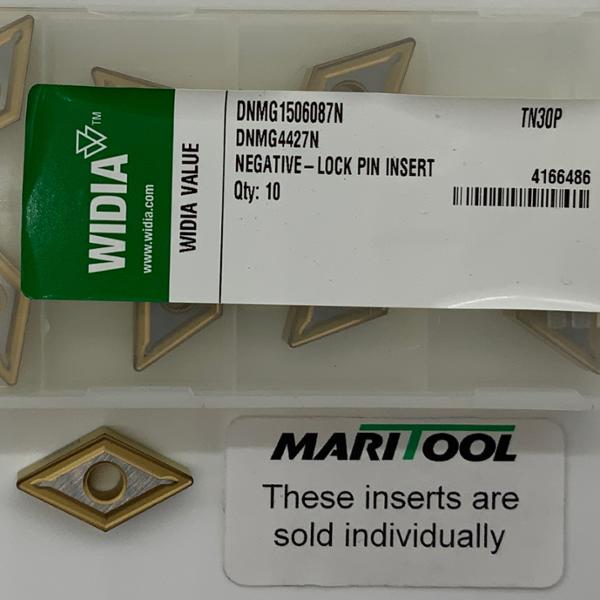 WIDIA™
www.widia.com
WIDIA VALUE
DNMG1506087N
TN30P
DNMG4427N
NEGATIVE-LOCK PIN INSERT
4166486
Qty: 10
MARITOOL
These inserts are
sold individually